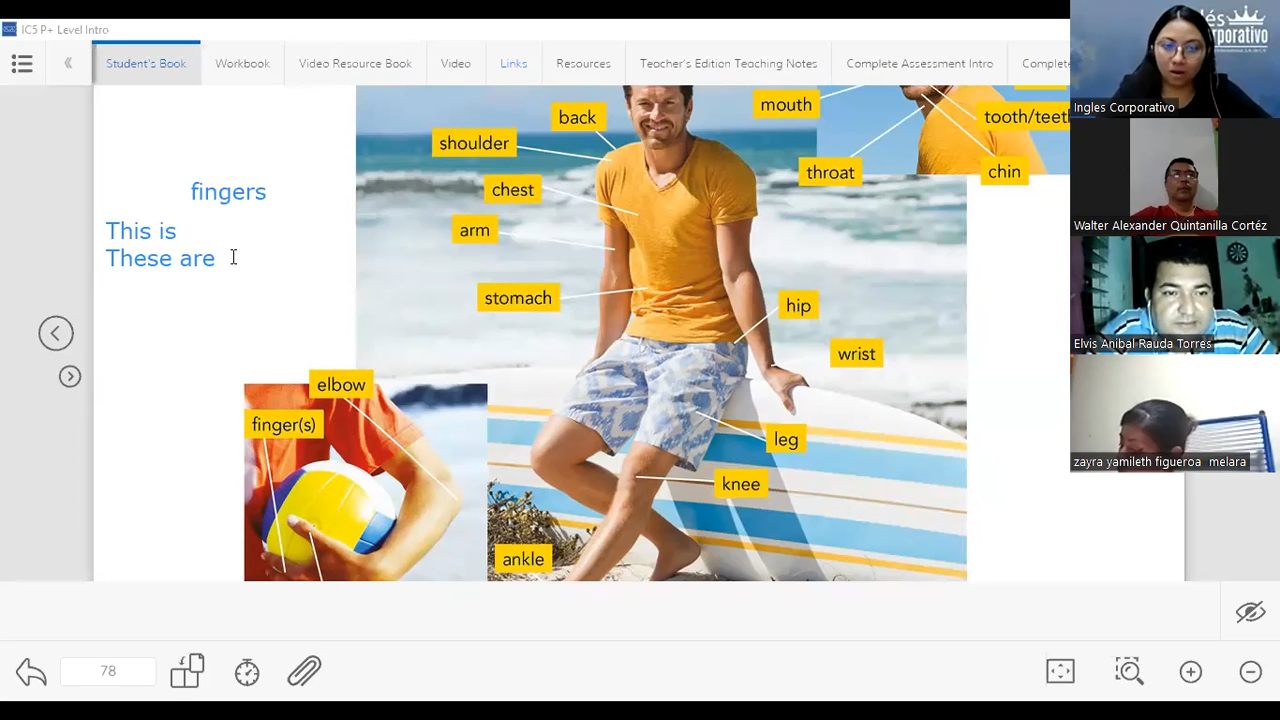 IC5 P+ Level Intro
Student's Book
Workbook
Video Resource Book
Video
Links
Resources
Teacher's Edition Teaching Notes
Complete Assessment Intro
Complete
Corporativo
Ingles Corporativo
Walter Alexander Quintanilla Cortéz
Elvis Anibal Rauda Torres
zayra yamileth figueroa melara
fingers
This is
These are
back
shoulder
chest
arm
stomach
mouth
tooth/teet
throat
chin
hip
wrist
elbow
finger(s)
leg
knee
ankle
78